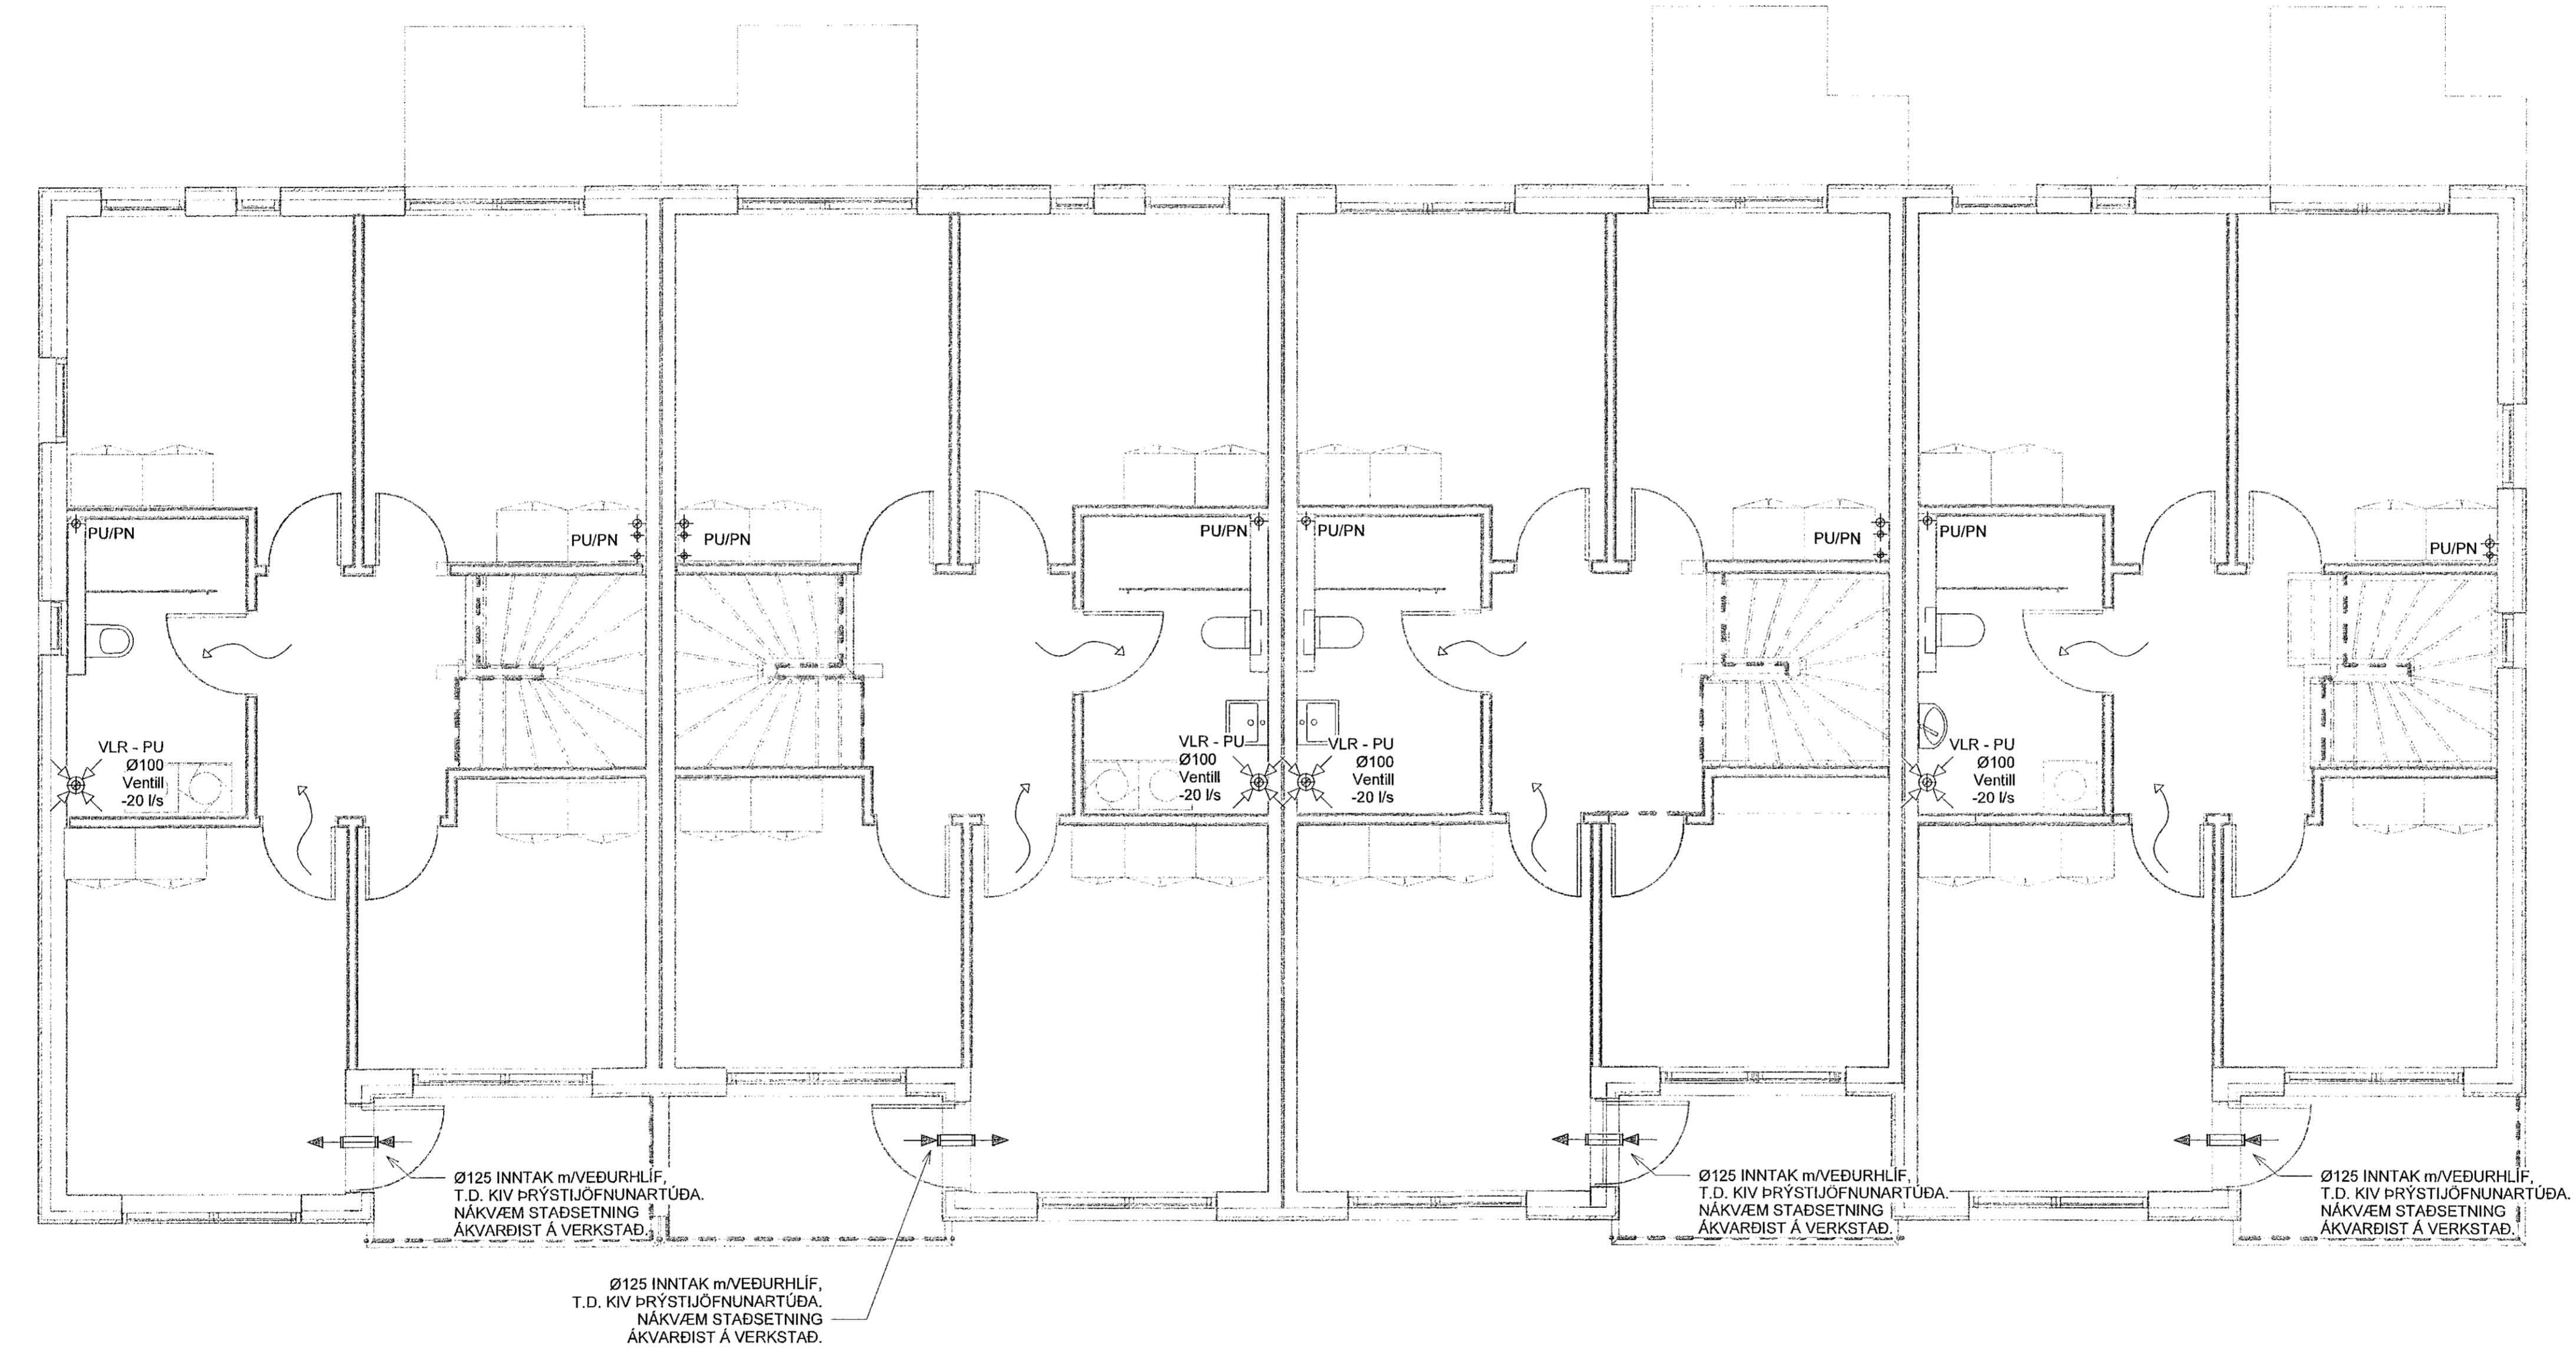 PU/PN
PU/PN
PU/PN
PU/PN
PU/PN
PU/PN
PU/PN
PU/PN
VLR - PU
Ø100
Ventill
-20 l/s
VLR - PU
Ø100
Ventill
-20 l/s
VLR - PU
Ø100
Ventill
-20 l/s
VLR - PU
Ø100
Ventill
-20 l/s
Ø125 INNTAK m/VEÐURHLÍF,
T.D. KIV ÞRÝSTIJÖFNUNARTÚÐA.
NÁKVÆM STAÐSETNING
ÁKVARÐIST Á VERKSTAÐ.
Ø125 INNTAK m/VEÐURHLÍF,
T.D. KIV ÞRÝSTIJÖFNUNARTÚÐA.
NÁKVÆM STAÐSETNING
ÁKVARÐIST Á VERKSTAÐ.
Ø125 INNTAK m/VEÐURHLÍF,
T.D. KIV ÞRÝSTIJÖFNUNARTÚÐA.
NÁKVÆM STAÐSETNING
ÁKVARÐIST Á VERKSTAÐ.
Ø125 INNTAK m/VEÐURHLÍF,
T.D. KIV ÞRÝSTIJÖFNUNARTÚÐA.
NÁKVÆM STAÐSETNING
ÁKVARÐIST Á VERKSTAÐ.